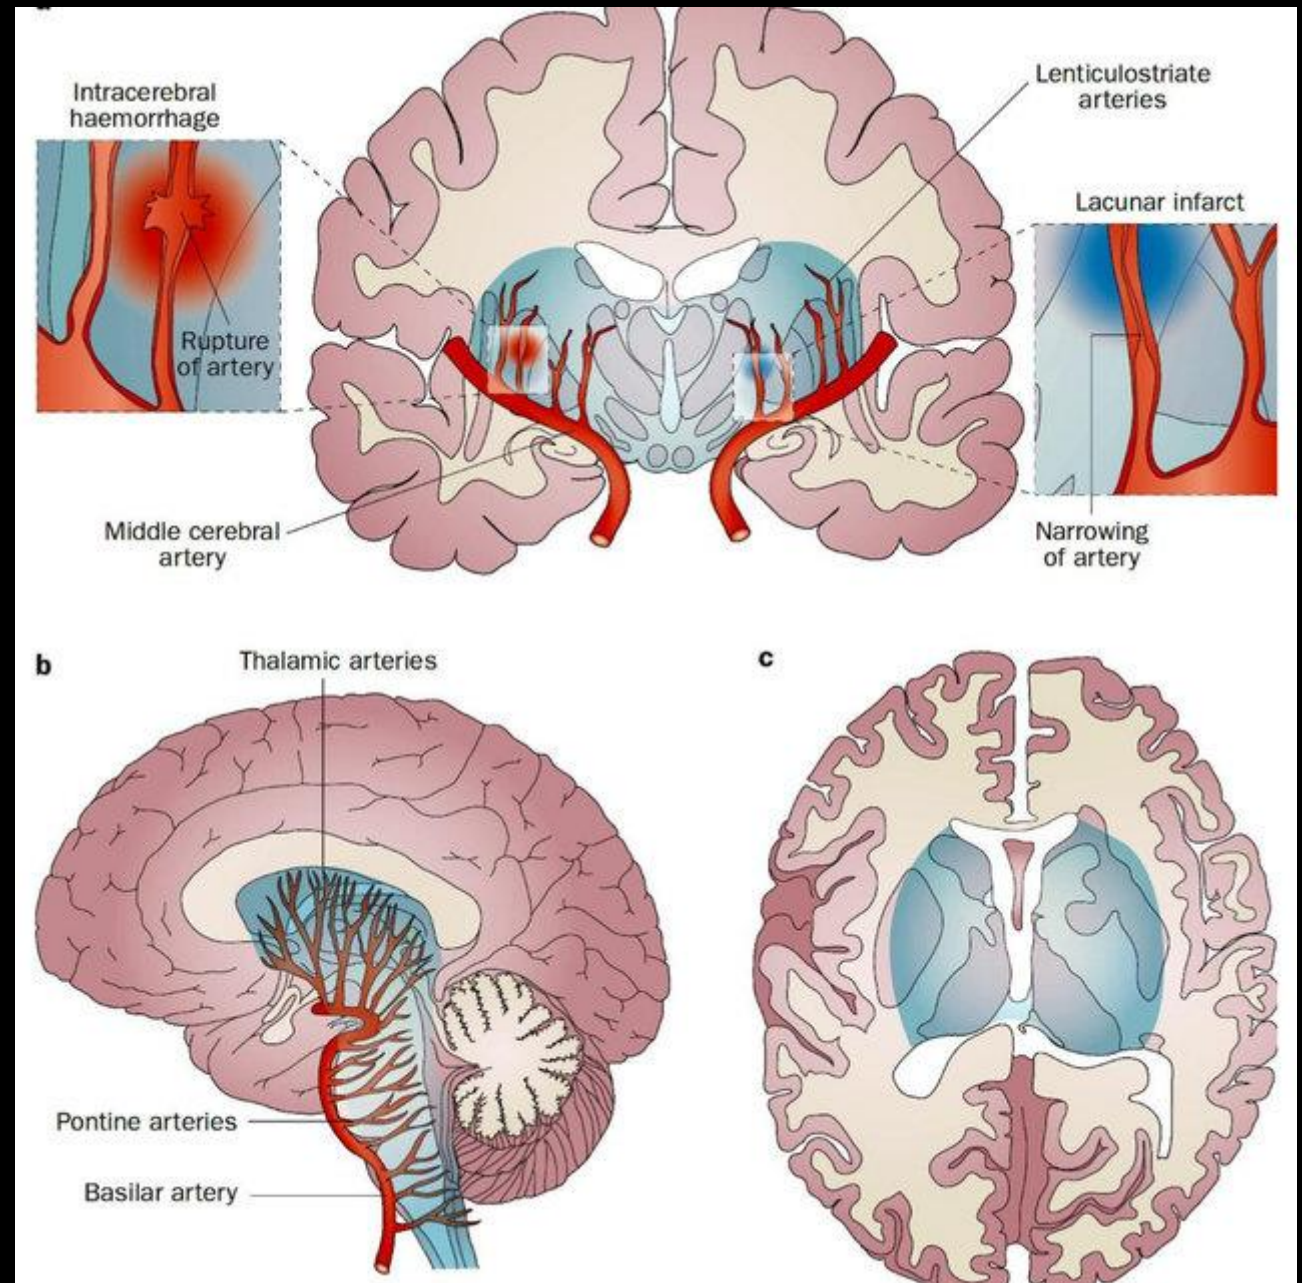 Intracerebral
haemorrhage
Lenticulostriate
arteries
Lacunar infarct
Rupture
of artery
Middle cerebral
artery
Narrowing
of artery
b
Thalamic arteries
c
Pontine arteries
Basilar artery